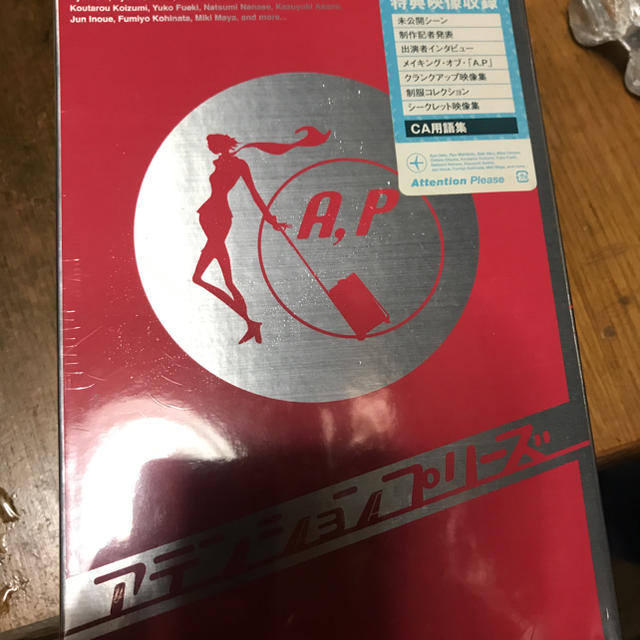 Koutarou Koizumi, Yuko Fueki, Natsumi Nanase, Kazuyuki Asano,
Jun Inoue, Fumiyo Kohinata, Miki Maya, and more...
特典映像収録
未公開シーン
制作記者発表
出演者インタビュー
メイキング・オブ・「A.P」
クランクアップ映像集
制服コレクション
シークレット映像集
CA用語集
Attention Please
A,P
アテンションプリーズ